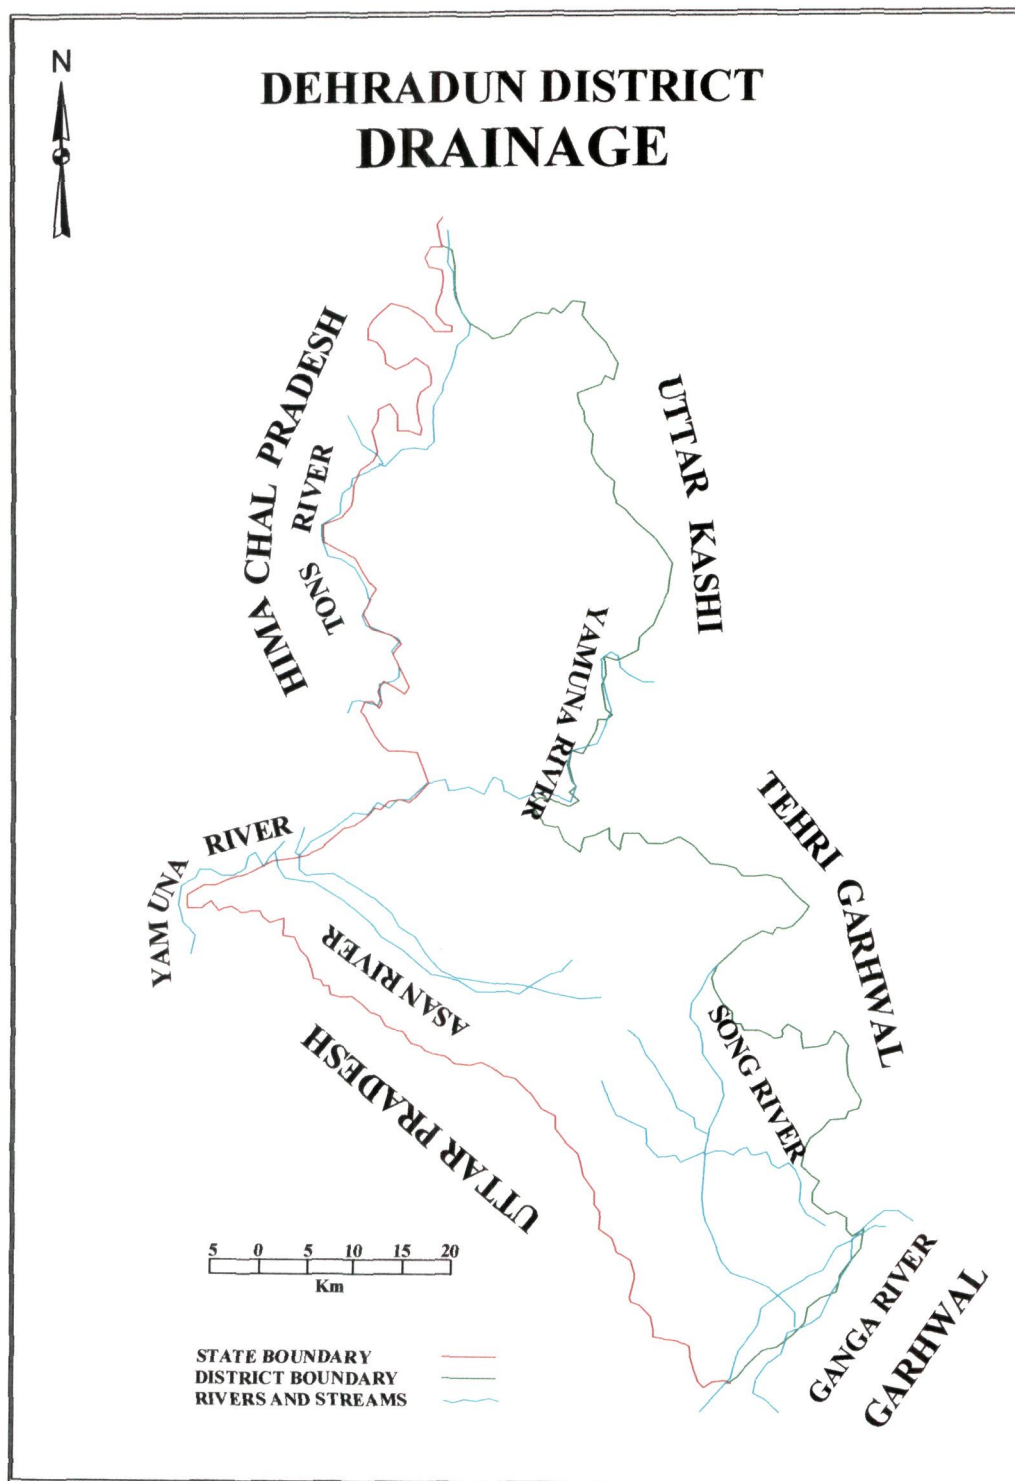 N
DEHRADUN DISTRICT
DRAINAGE
HIMA CHAL PRADESH
TONS RIVER
UTTAR KASHI
YAMUNA RIVER
TEHRI GARHWAL
YAM UNA RIVER
ASAN RIVER
SONG RIVER
UTTAR PRADESH
GANGA RIVER
GARHWAL
5 0 5 10 15 20
Km
STATE BOUNDARY
DISTRICT BOUNDARY
RIVERS AND STREAMS